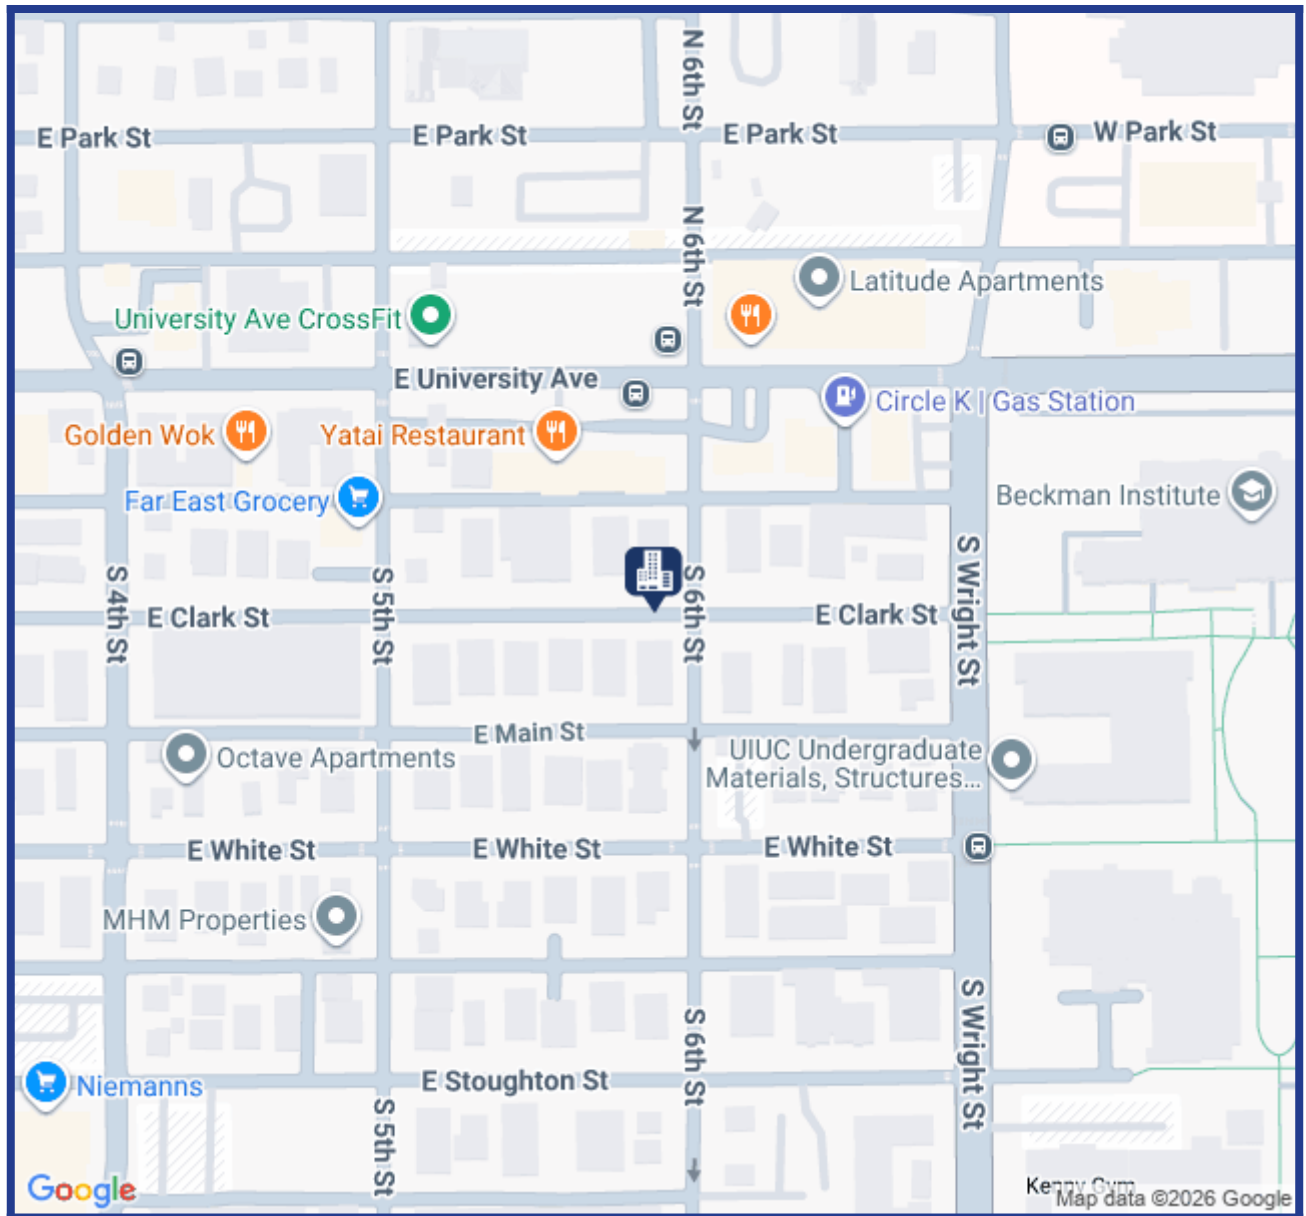 N 6th St
E Park St
E Park St
E Park St
W Park St
N 6th St
Latitude Apartments
University Ave CrossFit
E University Ave
Circle K | Gas Station
Golden Wok
Yatai Restaurant
Far East Grocery
Beckman Institute
S 4th St
S 5th St
S 6th St
S Wright St
E Clark St
E Clark St
E Main St
Octave Apartments
UIUC Undergraduate
Materials, Structures...
E White St
E White St
E White St
MHM Properties
S 6th St
S Wright St
E Stoughton St
Niemanns
S 5th St
Google
Kenny Gym
Map data ©2026 Google